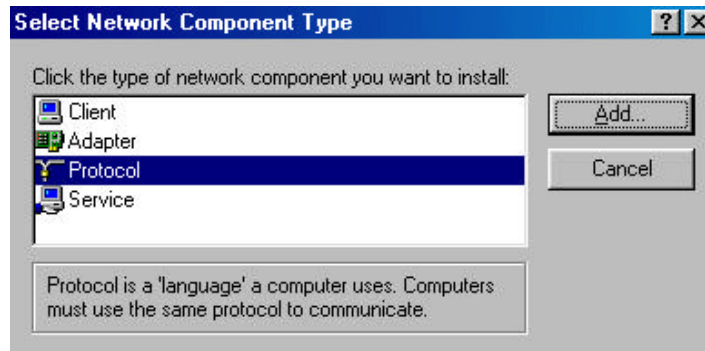 Select Network Component Type
Click the type of network component you want to install:
Client
Adapter
Protocol
Service
Add...
Cancel
Protocol is a 'language' a computer uses. Computers
must use the same protocol to communicate.